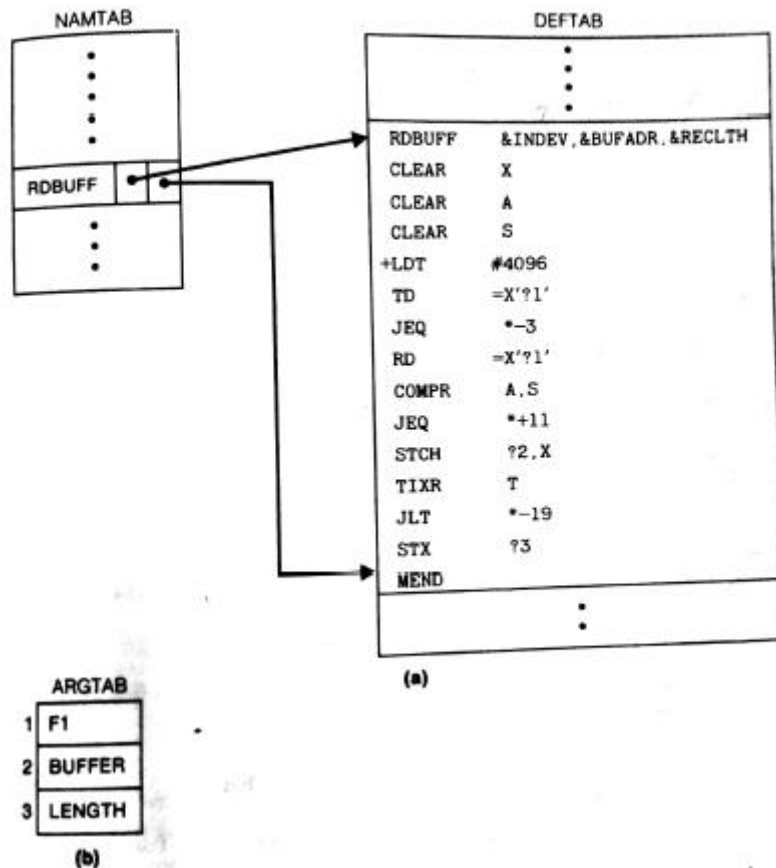 NAMTAB
RDBUFF
DEFTAB
RDBUFF &INDEV,&BUFADR,&RECLTH
CLEAR X
CLEAR A
CLEAR S
+LDT #4096
TD =X'?1'
JEQ *-3
RD =X'?1'
COMPR A,S
JEQ *+11
STCH ?2,X
TIXR T
JLT *-19
STX ?3
MEND
(a)
ARGTAB
1 F1
2 BUFFER
3 LENGTH
(b)